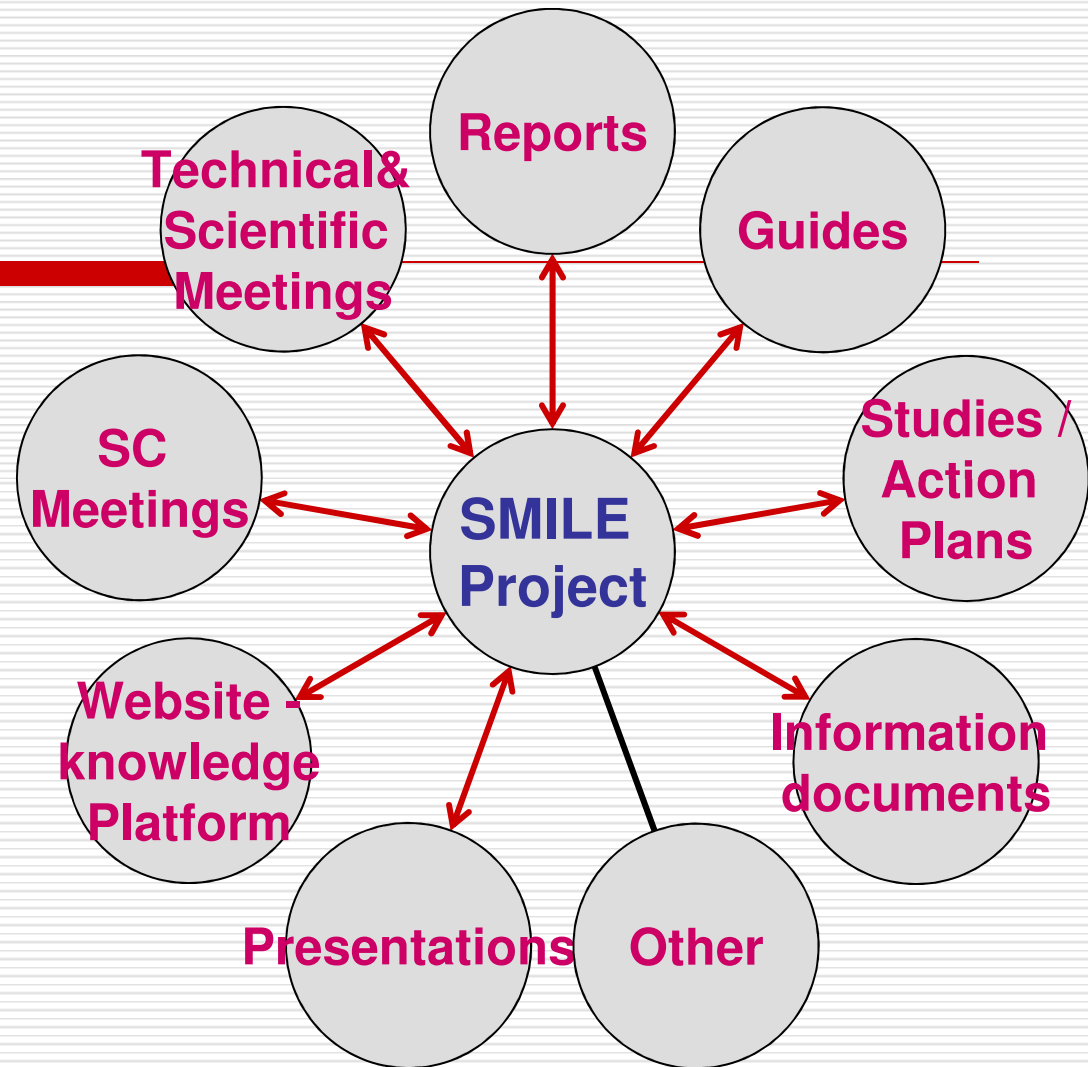 Reports
Technical&
Scientific
Meetings
Guides
SC
Meetings
Studies /
Action
Plans
SMILE
Project
Website -
knowledge
Platform
Information
documents
Presentations
Other